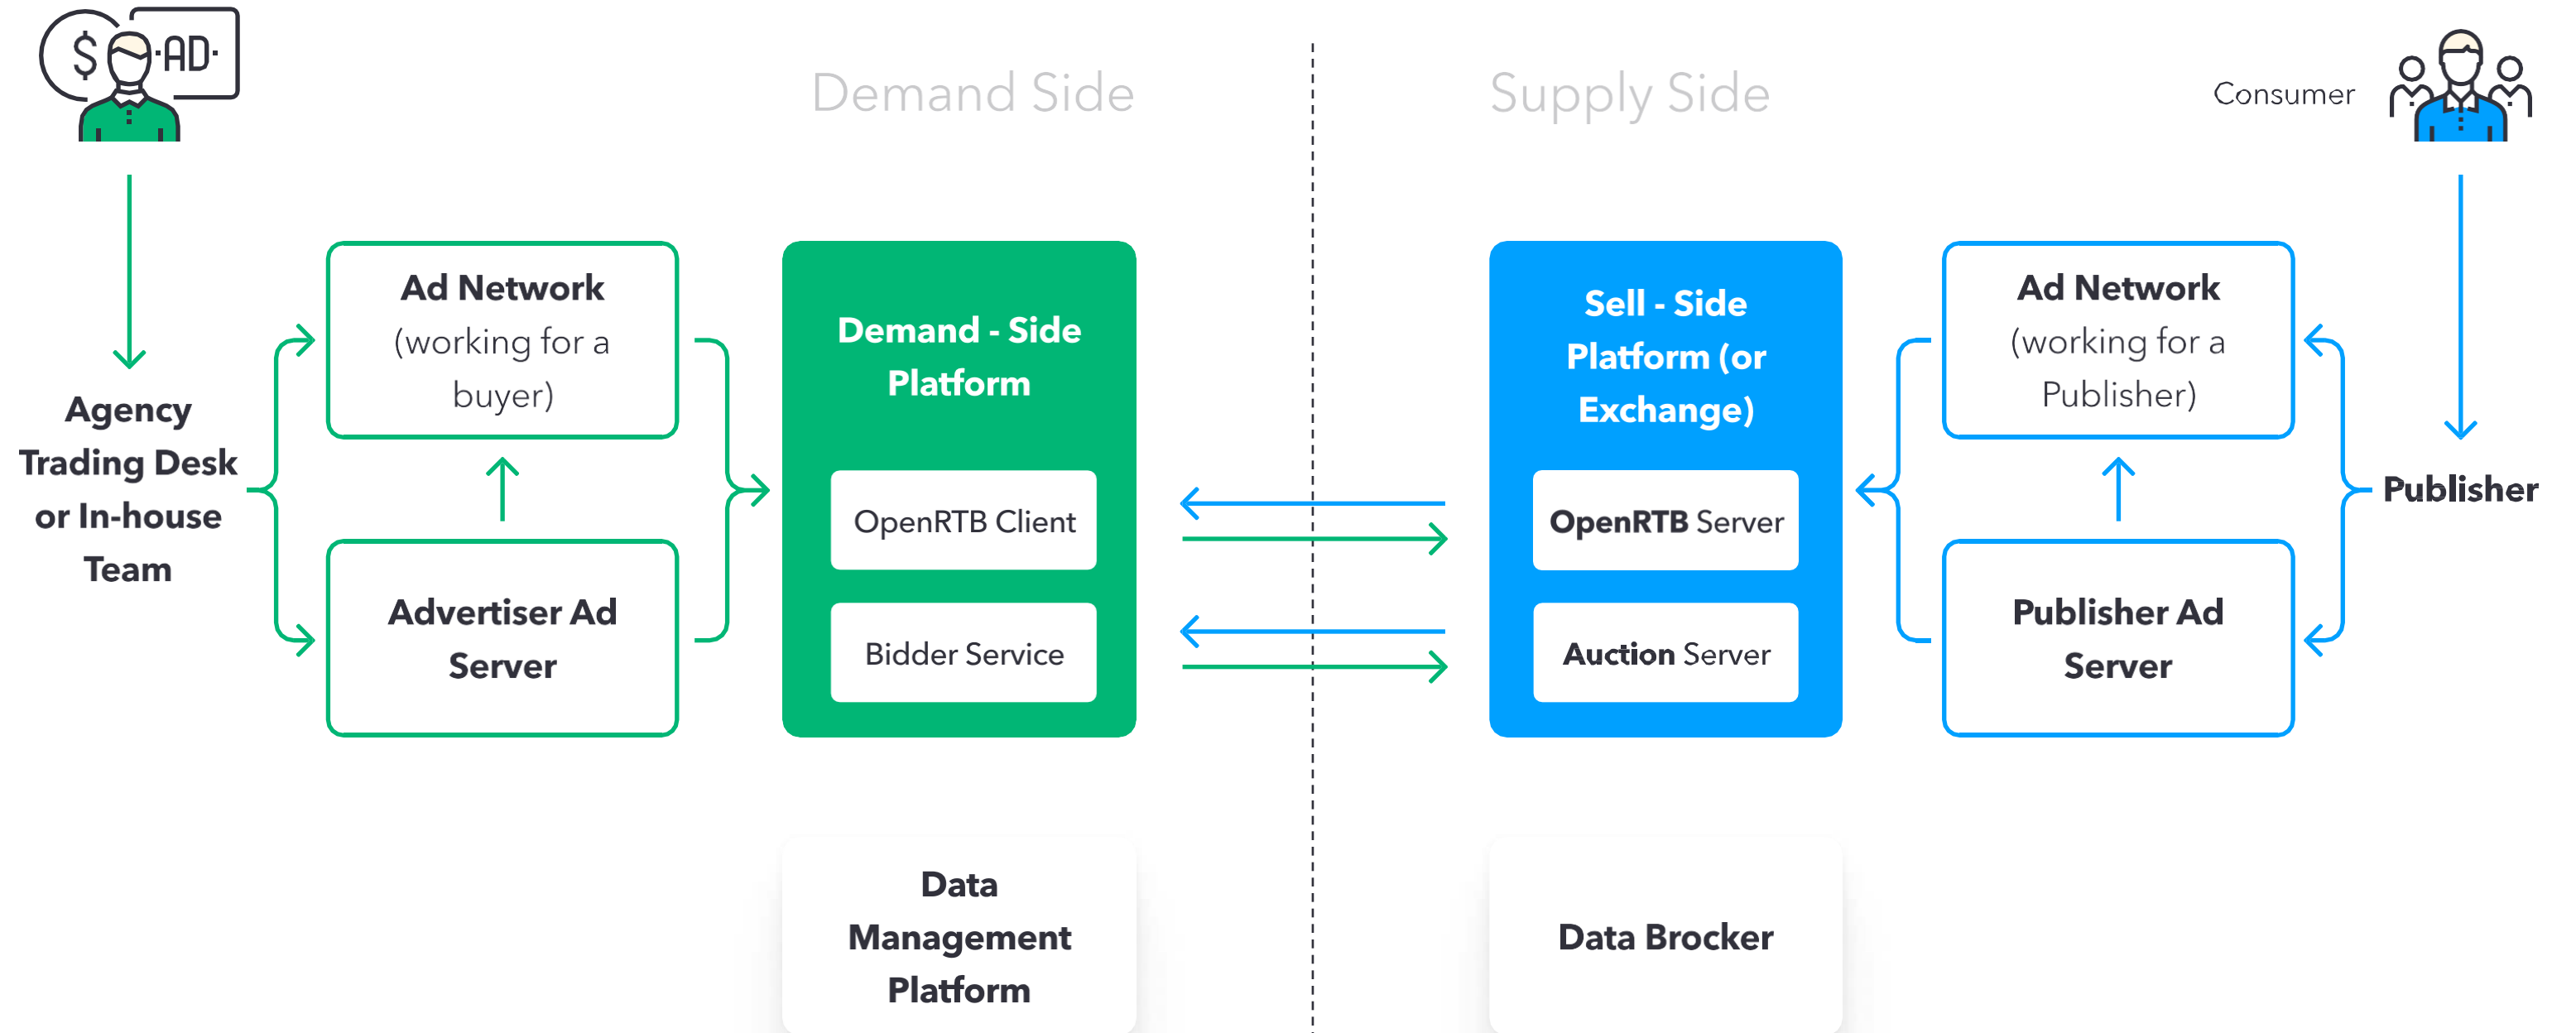 $
·AD·
Demand Side
Supply Side
Consumer
Agency
Trading Desk
or In-house
Team
Ad Network
(working for a
buyer)
Advertiser Ad
Server
Demand - Side
Platform
OpenRTB Client
Bidder Service
Sell - Side
Platform (or
Exchange)
OpenRTB Server
Auction Server
Ad Network
(working for a
Publisher)
Publisher Ad
Server
Publisher
Data
Management
Platform
Data Brocker